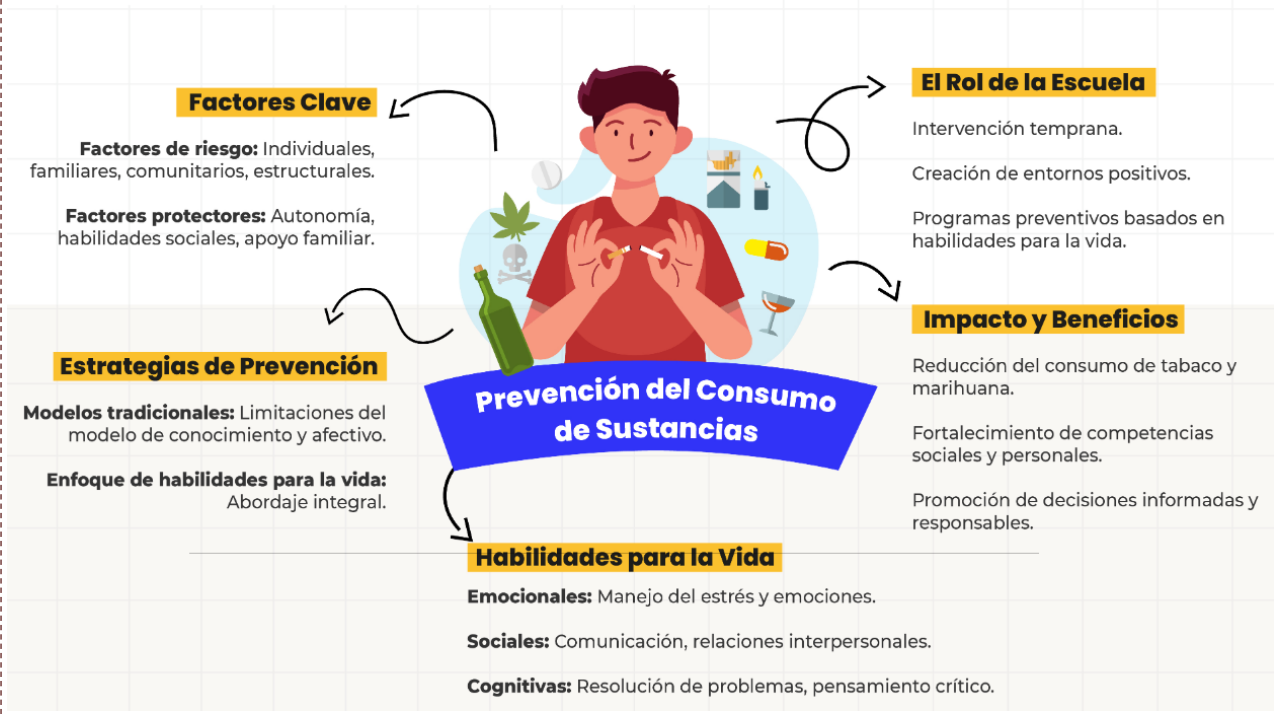 Factores Clave
Factores de riesgo: Individuales,
familiares, comunitarios, estructurales.
Factores protectores: Autonomía,
habilidades sociales, apoyo familiar.
Estrategias de Prevención
Modelos tradicionales: Limitaciones del
modelo de conocimiento y afectivo.
Enfoque de habilidades para la vida:
Abordaje integral.
Prevención del Consumo
de Sustancias
El Rol de la Escuela
Intervención temprana.
Creación de entornos positivos.
Programas preventivos basados en
habilidades para la vida.
Impacto y Beneficios
Reducción del consumo de tabaco y
marihuana.
Fortalecimiento de competencias
sociales y personales.
Promoción de decisiones informadas y
responsables.
Habilidades para la Vida
Emocionales: Manejo del estrés y emociones.
Sociales: Comunicación, relaciones interpersonales.
Cognitivas: Resolución de problemas, pensamiento crítico.